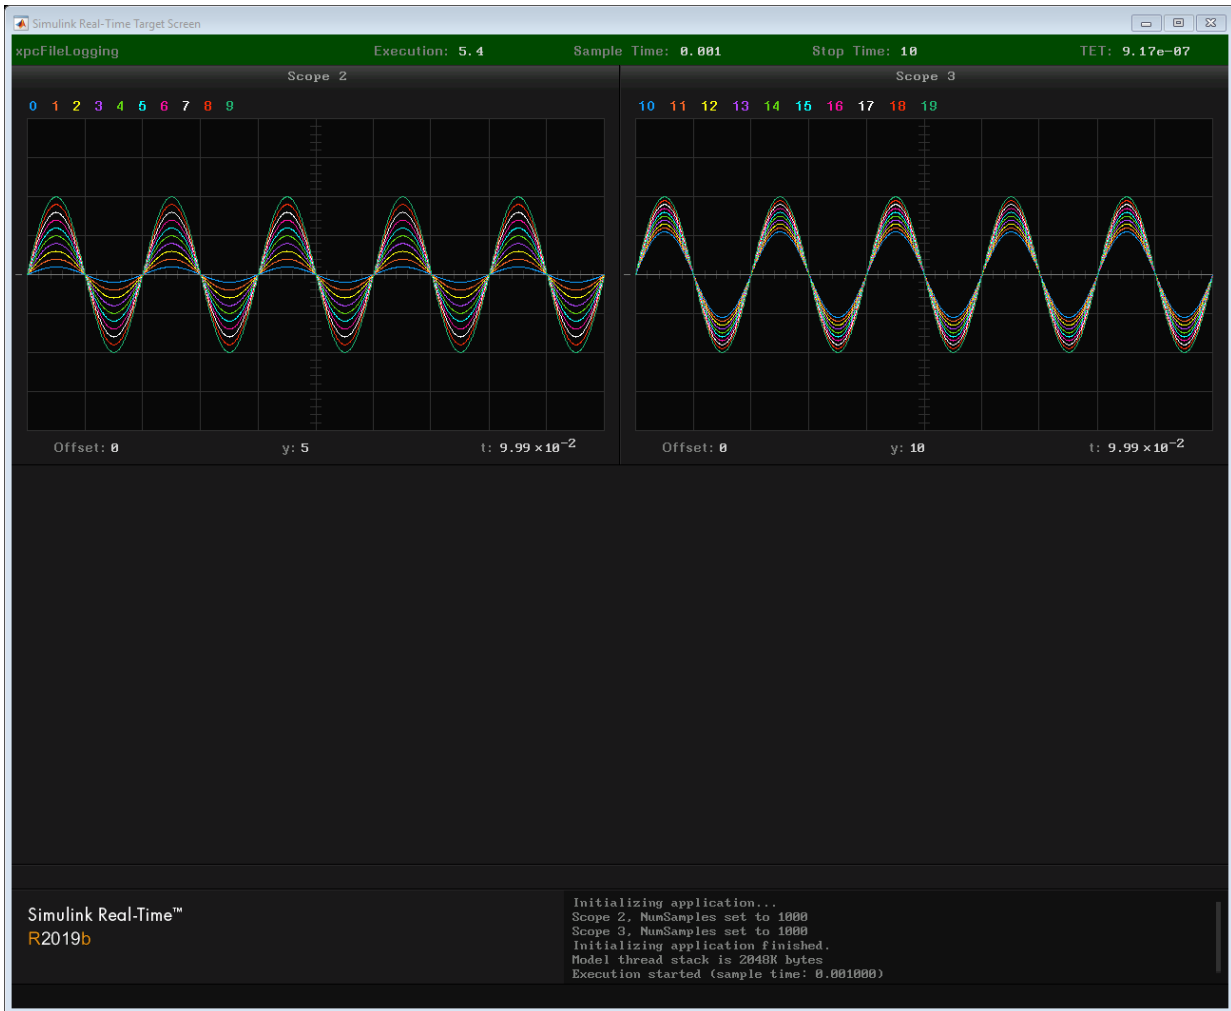 Simulink Real-Time Target Screen
xpcFileLogging Execution: 5.4 Sample Time: 0.001 Stop Time: 10 TET: 9.17e-07
Scope 2
0 1 2 3 4 5 6 7 8 9
Offset: 0 y: 5 t: 9.99×10⁻²
Scope 3
10 11 12 13 14 15 16 17 18 19
Offset: 0 y: 10 t: 9.99×10⁻²
Simulink Real-Time™
R2019b
Initializing application...
Scope 2, NumSamples set to 1000
Scope 3, NumSamples set to 1000
Initializing application finished.
Model thread stack is 2048K bytes
Execution started (sample time: 0.001000)